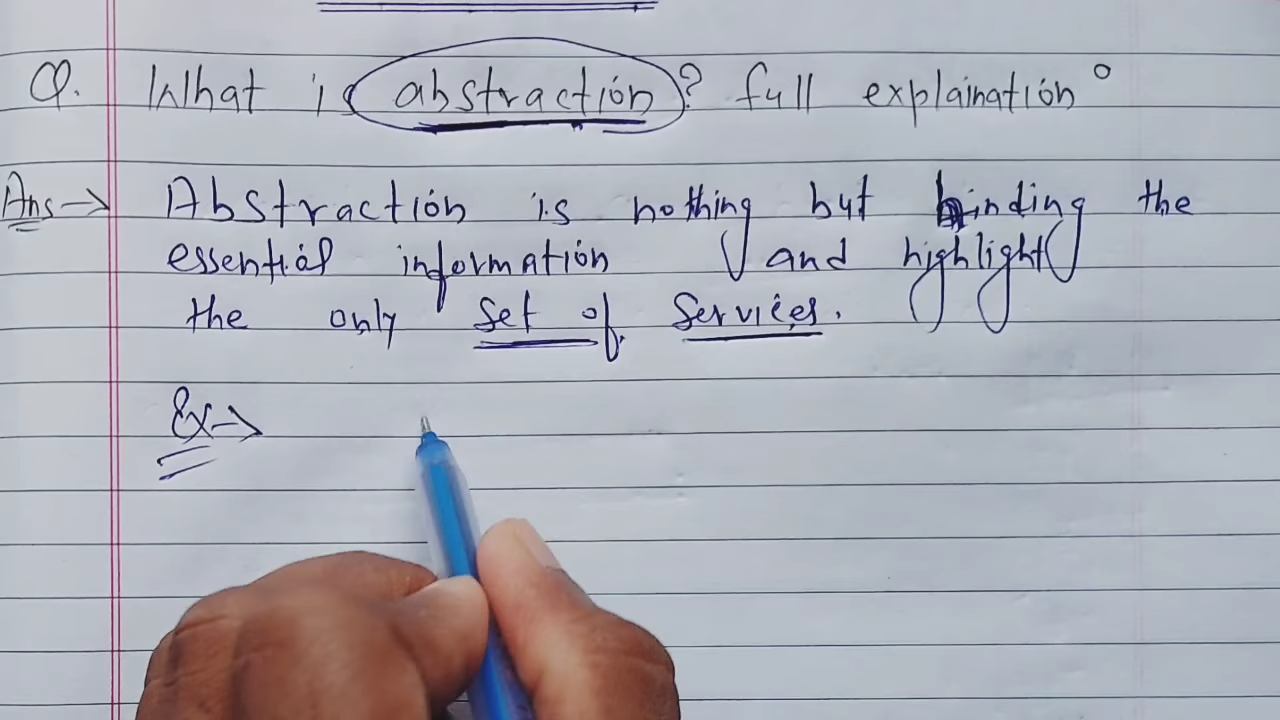 Q. What is abstraction? full explaination
Ans → Abstraction is nothing but binding the
essential information and highlight
the only set of services.
Ex →